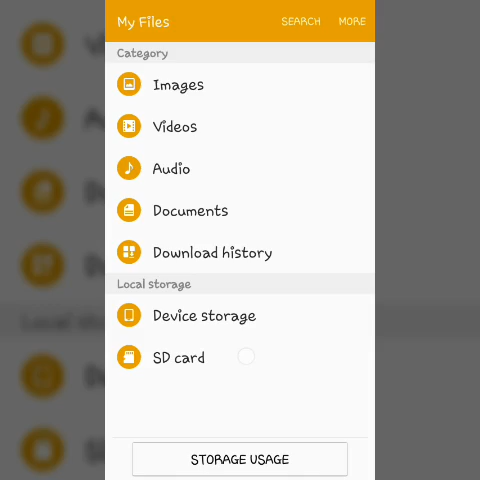 My Files
SEARCH
MORE
Category
Images
Videos
Audio
Documents
Download history
Local storage
Device storage
SD card
STORAGE USAGE